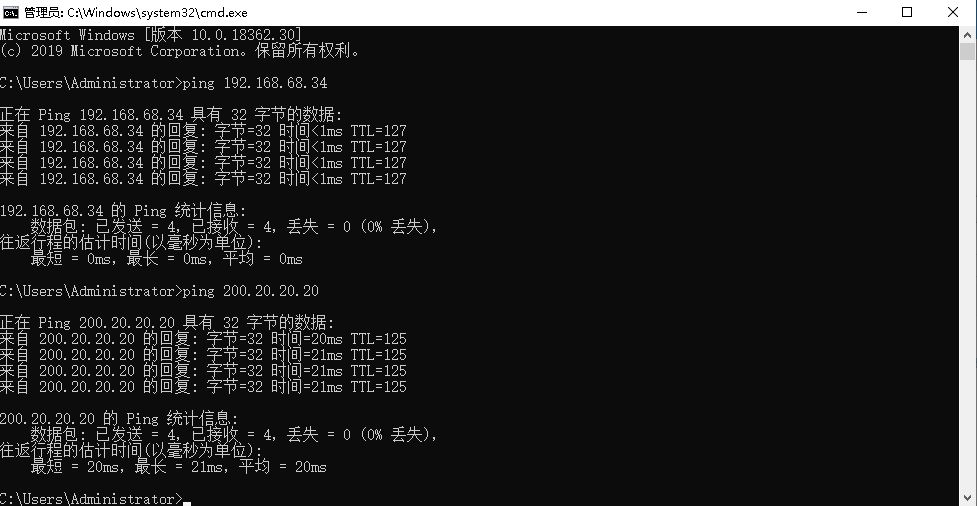 管理员: C:\Windows\system32\cmd.exe
Microsoft Windows [版本 10.0.18362.30]
(c) 2019 Microsoft Corporation。保留所有权利。
C:\Users\Administrator>ping 192.168.68.34
正在 Ping 192.168.68.34 具有 32 字节的数据:
来自 192.168.68.34 的回复: 字节=32 时间<1ms TTL=127
来自 192.168.68.34 的回复: 字节=32 时间<1ms TTL=127
来自 192.168.68.34 的回复: 字节=32 时间<1ms TTL=127
来自 192.168.68.34 的回复: 字节=32 时间<1ms TTL=127
192.168.68.34 的 Ping 统计信息:
数据包: 已发送 = 4，已接收 = 4，丢失 = 0 (0% 丢失)，
往返行程的估计时间(以毫秒为单位):
最短 = 0ms，最长 = 0ms，平均 = 0ms
C:\Users\Administrator>ping 200.20.20.20
正在 Ping 200.20.20.20 具有 32 字节的数据:
来自 200.20.20.20 的回复: 字节=32 时间=20ms TTL=125
来自 200.20.20.20 的回复: 字节=32 时间=21ms TTL=125
来自 200.20.20.20 的回复: 字节=32 时间=21ms TTL=125
来自 200.20.20.20 的回复: 字节=32 时间=21ms TTL=125
200.20.20.20 的 Ping 统计信息:
数据包: 已发送 = 4，已接收 = 4，丢失 = 0 (0% 丢失)，
往返行程的估计时间(以毫秒为单位):
最短 = 20ms，最长 = 21ms，平均 = 20ms
C:\Users\Administrator>